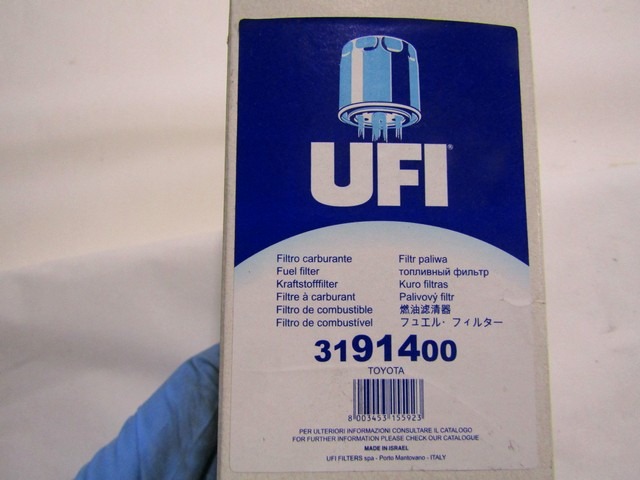 UFI®
Filtro carburante
Fuel filter
Kraftstofffilter
Filtre à carburant
Filtro de combustible
Filtro de combustível
Filtr paliwa
топливный фильтр
Kuro filtras
Palivový filtr
燃油滤清器
フュエル・フィルター
3191400
TOYOTA
8 003453 155923
PER ULTERIORI INFORMAZIONI CONSULTARE IL CATALOGO
FOR FURTHER INFORMATION PLEASE CHECK OUR CATALOGUE
MADE IN ISRAEL
UFI FILTERS spa - Porto Mantovano - ITALY